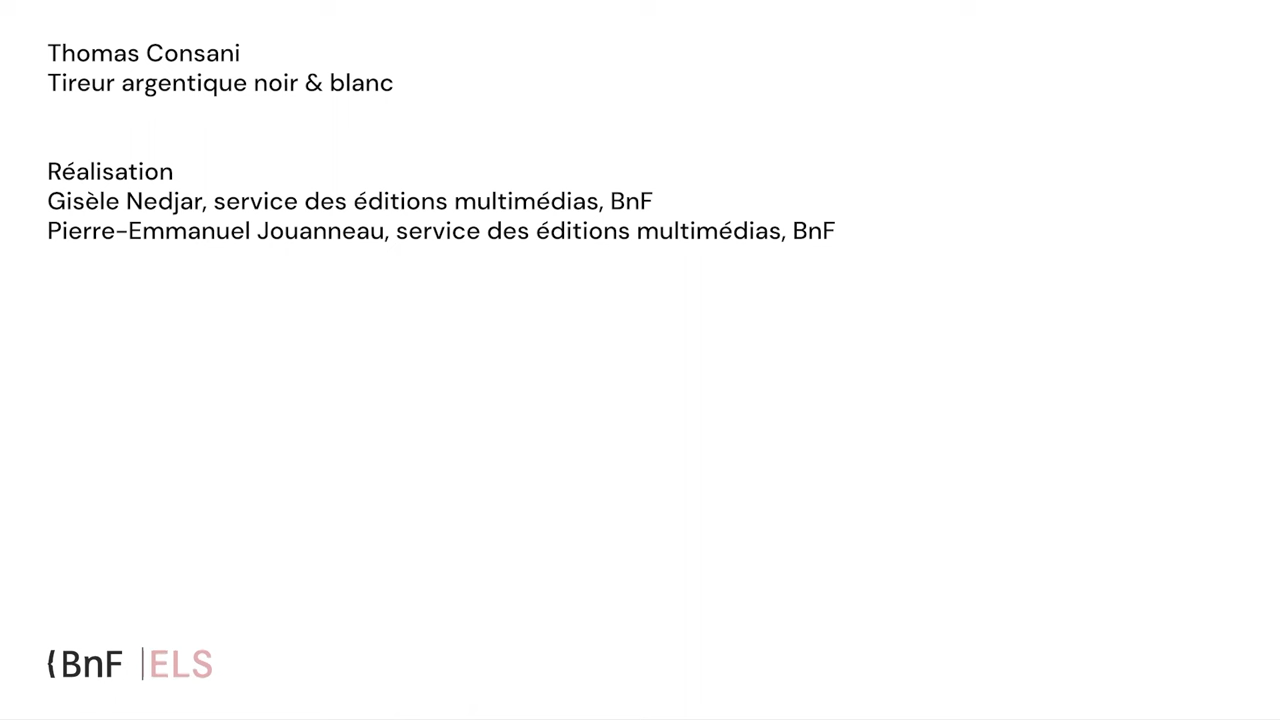 Thomas Consani
Tireur argentique noir & blanc
Réalisation
Gisèle Nedjar, service des éditions multimédias, BnF
Pierre-Emmanuel Jouanneau, service des éditions multimédias, BnF
BnF | ELS